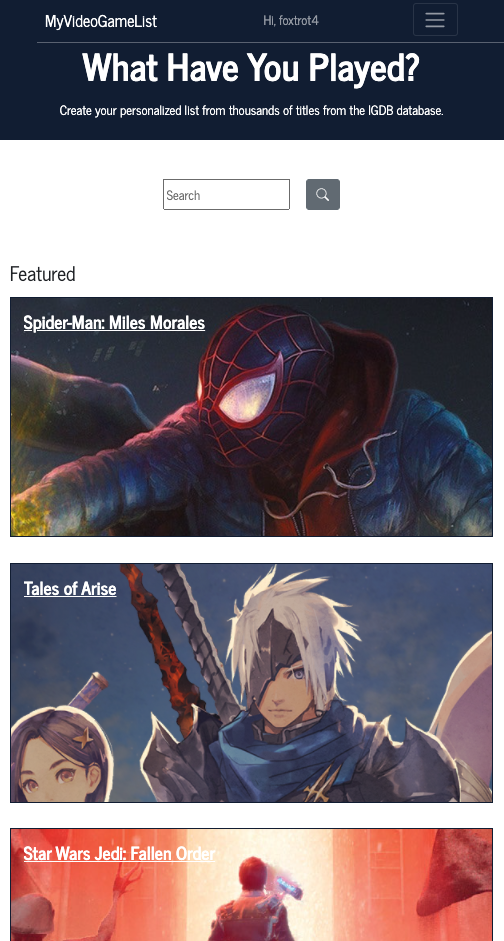 MyVideoGameList
Hi, foxtrot4
What Have You Played?
Create your personalized list from thousands of titles from the IGDB database.
Search
Featured
Spider-Man: Miles Morales
Tales of Arise
Star Wars Jedi: Fallen Order